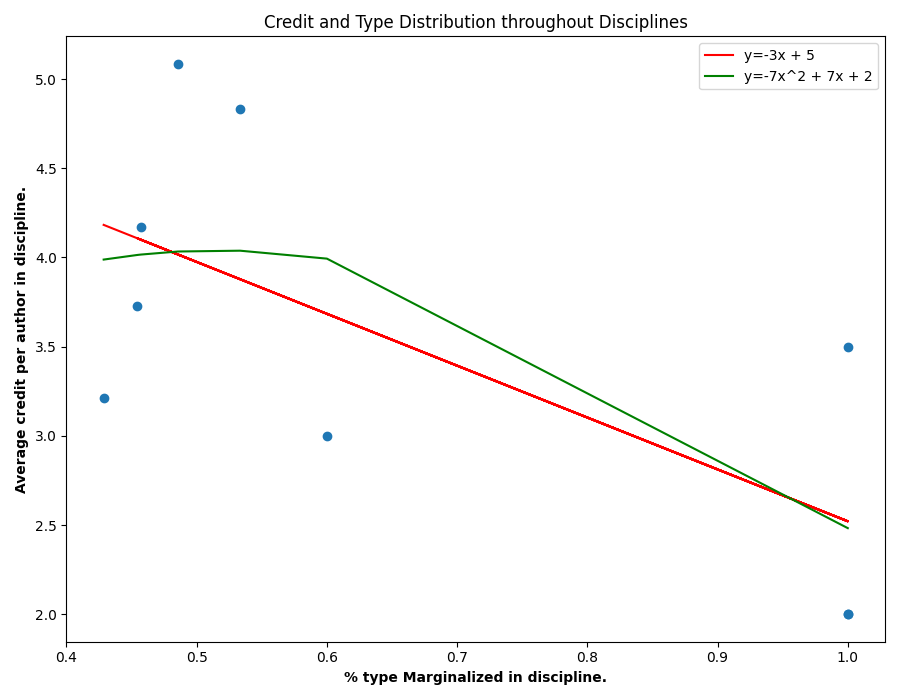 Credit and Type Distribution throughout Disciplines
y=-3x + 5
y=-7x^2 + 7x + 2
5.0
4.5
4.0
3.5
3.0
2.5
2.0
Average credit per author in discipline.
0.4 0.5 0.6 0.7 0.8 0.9 1.0
% type Marginalized in discipline.